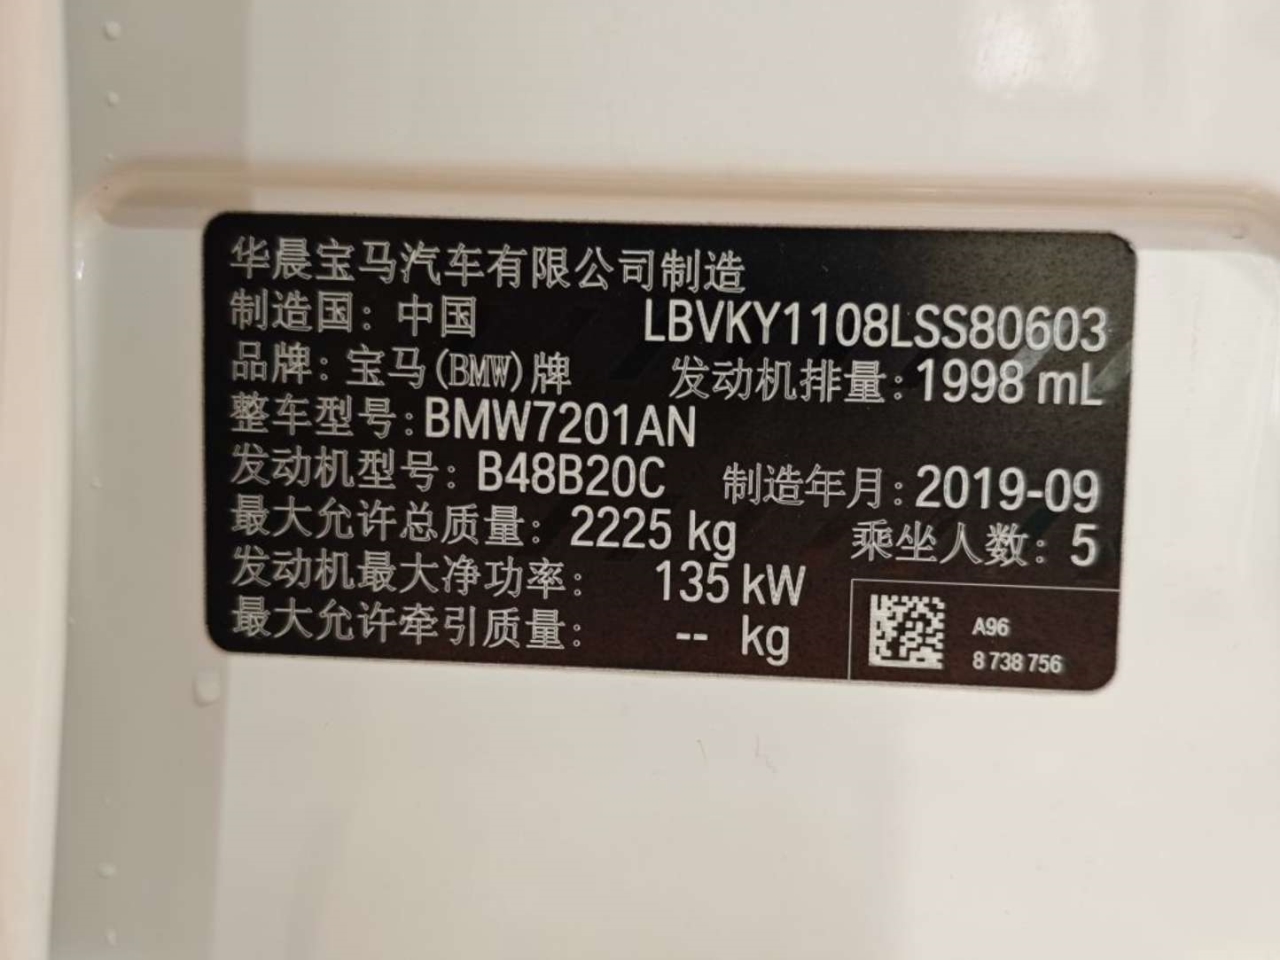 华晨宝马汽车有限公司制造
制造国：中国 LBVKY1108LSS80603
品牌：宝马(BMW)牌 发动机排量：1998 mL
整车型号：BMW7201AN
发动机型号：B48B20C 制造年月：2019-09
最大允许总质量：2225 kg 乘坐人数：5
发动机最大净功率：135 kW
最大允许牵引质量：-- kg
A96
8 738 756